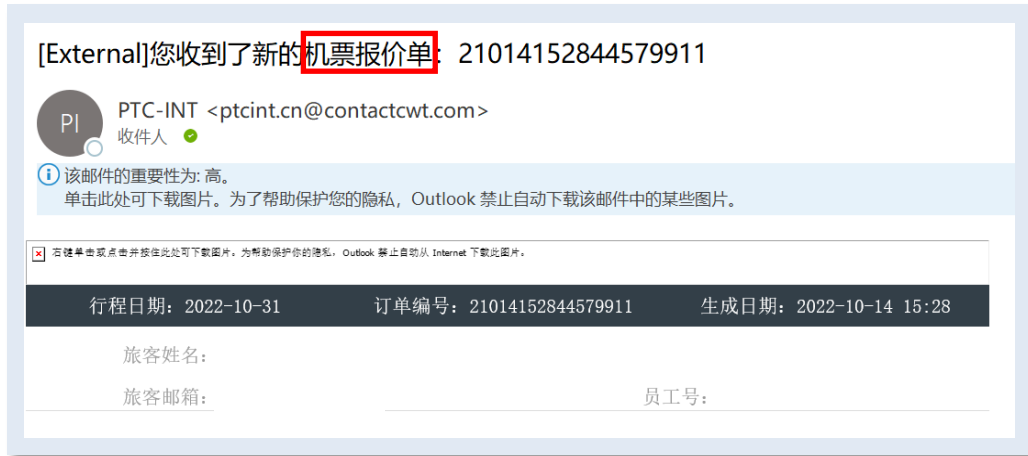 [External]您收到了新的机票报价单：21014152844579911
PI
PTC-INT <ptcint.cn@contactcwt.com>
收件人
该邮件的重要性为: 高。
单击此处可下载图片。为了帮助保护您的隐私，Outlook 禁止自动下载该邮件中的某些图片。
右键单击或点击并按住此处可下载图片。为帮助保护你的隐私，Outlook 禁止自动从 Internet 下载此图片。
行程日期：2022-10-31 订单编号：21014152844579911 生成日期：2022-10-14 15:28
旅客姓名：
旅客邮箱： 员工号：